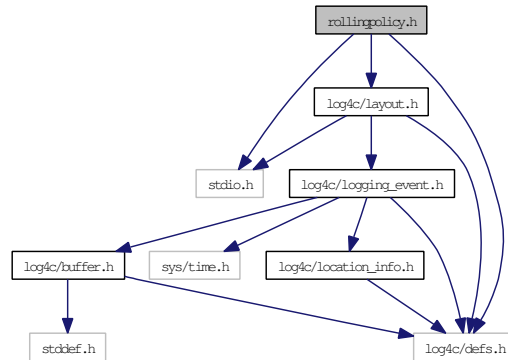 rollingpolicy.h
log4c/layout.h
stdio.h
log4c/logging_event.h
log4c/buffer.h
sys/time.h
log4c/location_info.h
stddef.h
log4c/defs.h